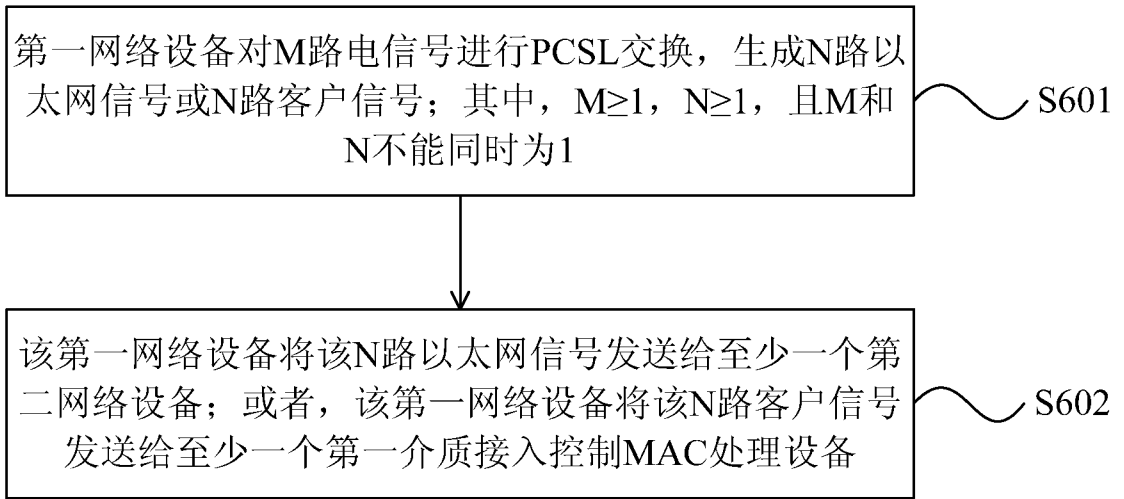 第一网络设备对M路电信号进行PCSL交换，生成N路以
太网信号或N路客户信号；其中，M≥1，N≥1，且M和
N不能同时为1
S601
该第一网络设备将该N路以太网信号发送给至少一个第
二网络设备；或者，该第一网络设备将该N路客户信号
发送给至少一个第一介质接入控制MAC处理设备
S602